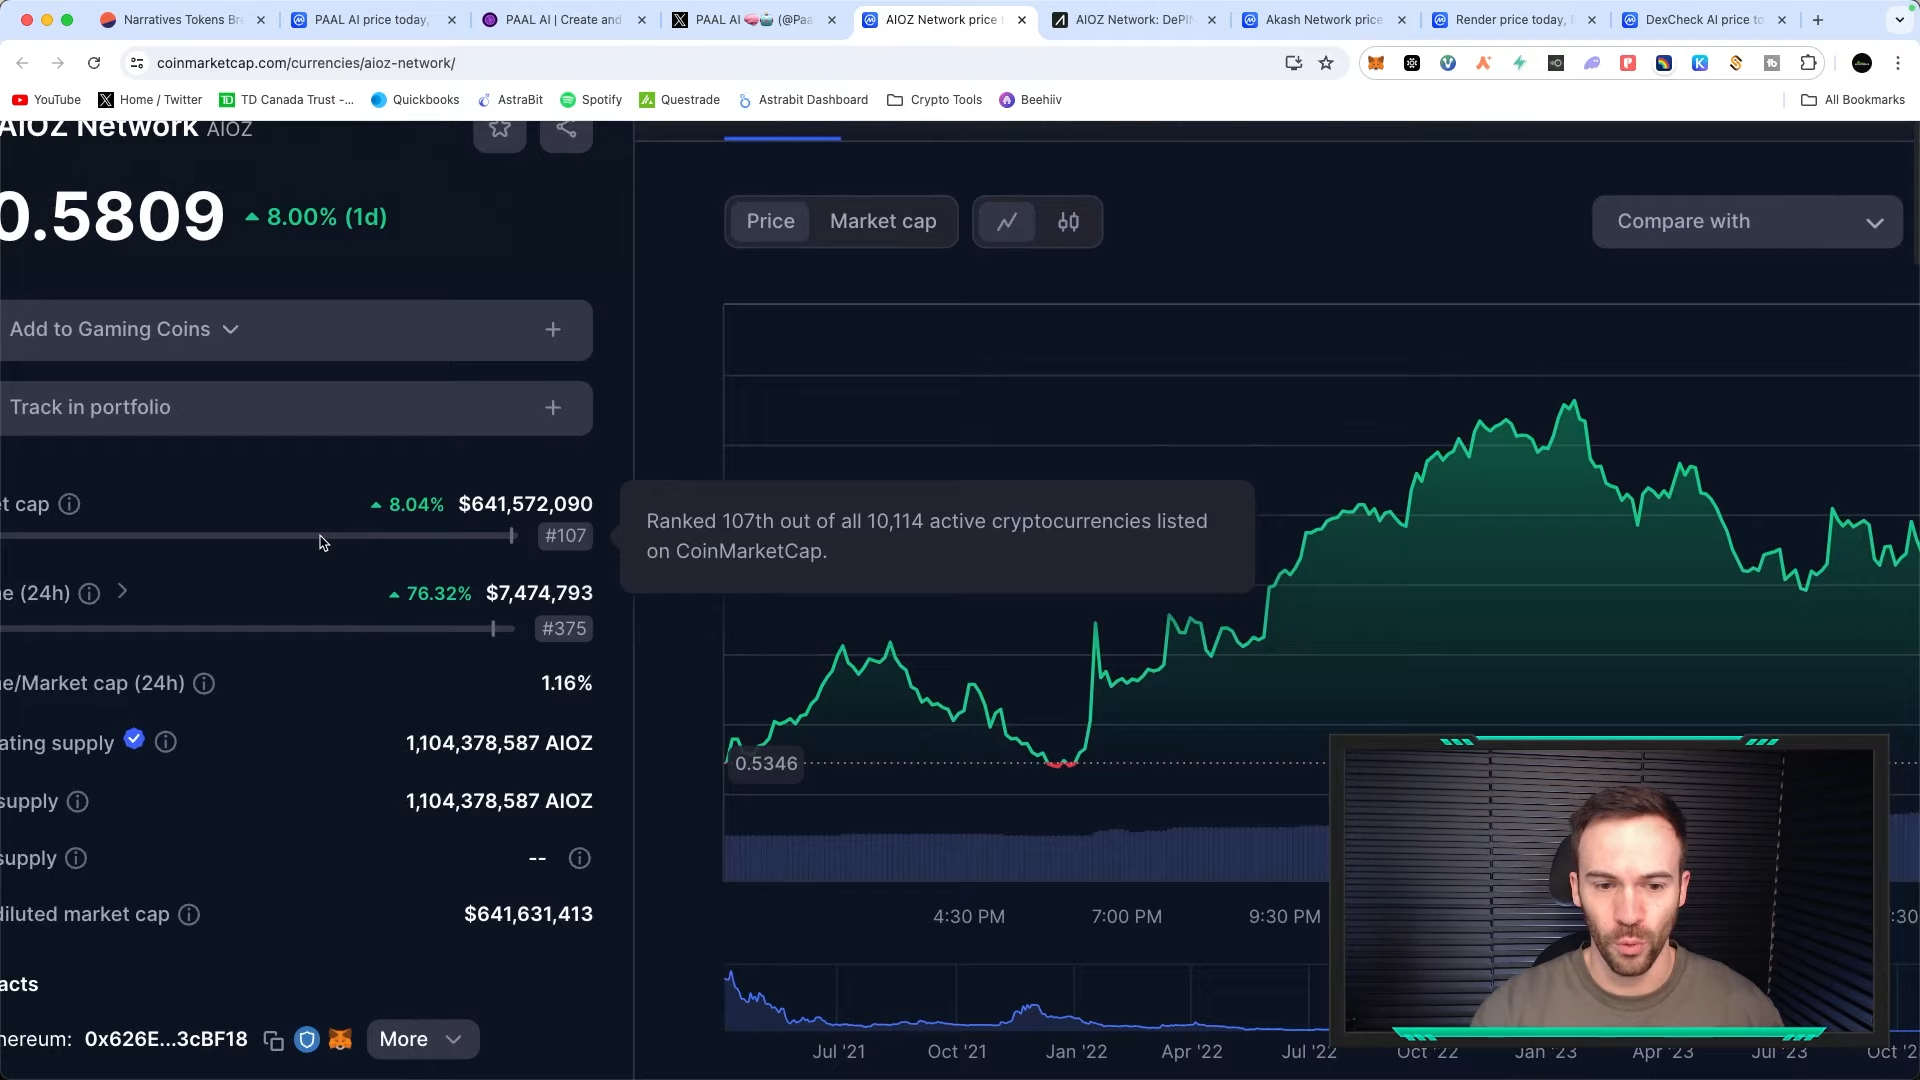 Narratives Tokens Bre
PAAL AI price today,
PAAL AI | Create and
PAAL AI 🧠🤖 (@Paa
AIOZ Network price t
AIOZ Network: DePIN
Akash Network price
Render price today,
DexCheck AI price to
coinmarketcap.com/currencies/aioz-network/
YouTube
Home / Twitter
TD Canada Trust -...
Quickbooks
AstraBit
Spotify
Questrade
Astrabit Dashboard
Crypto Tools
Beehiiv
All Bookmarks
AIOZ Network AIOZ
0.5809 8.00% (1d)
Price Market cap
Compare with
Add to Gaming Coins +
Track in portfolio +
t cap 8.04% $641,572,090
#107
Ranked 107th out of all 10,114 active cryptocurrencies listed
on CoinMarketCap.
e (24h) > 76.32% $7,474,793
#375
e/Market cap (24h) 1.16%
ating supply 1,104,378,587 AIOZ
supply 1,104,378,587 AIOZ
supply --
diluted market cap $641,631,413
0.5346
4:30 PM 7:00 PM 9:30 PM :30
acts
hereum: 0x626E...3cBF18 More
Jul '21 Oct '21 Jan '22 Apr '22 Jul '22 Oct '22 Jan '23 Apr '23 Jul '23 Oct '2